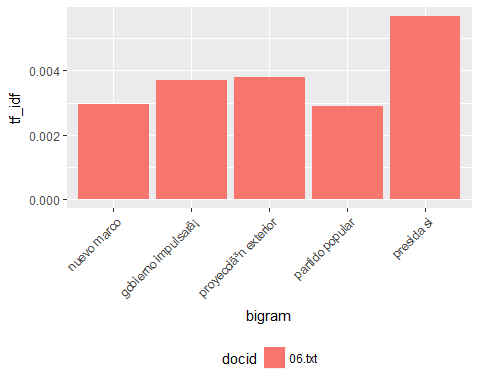 tf_idf
0.004
0.002
0.000
nuevo marco
gobierno impulsarã¡
proyecciã³n exterior
partido popular
presida si
bigram
docid
06.txt